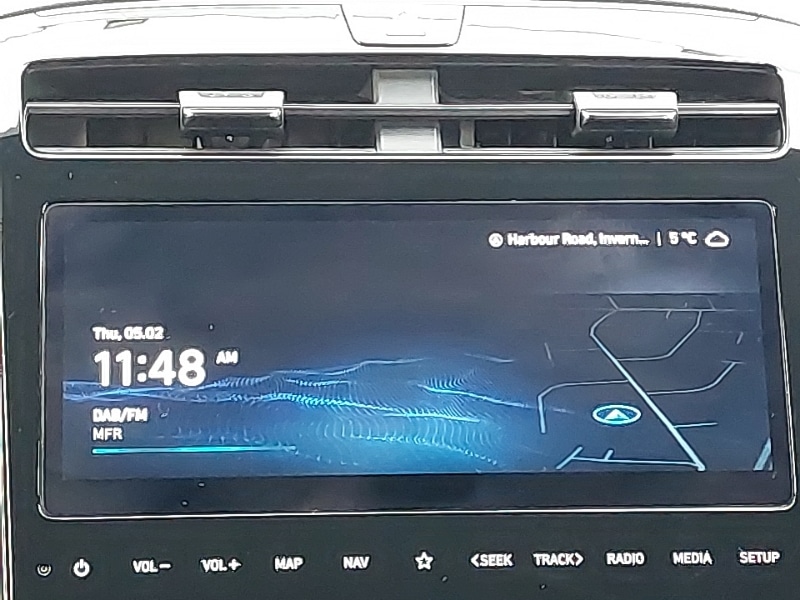 Harbour Road, Invern... | 5°C
Thu, 05.02
11:48 AM
DAB/FM
MFR
VOL− VOL+ MAP NAV <SEEK TRACK> RADIO MEDIA SETUP